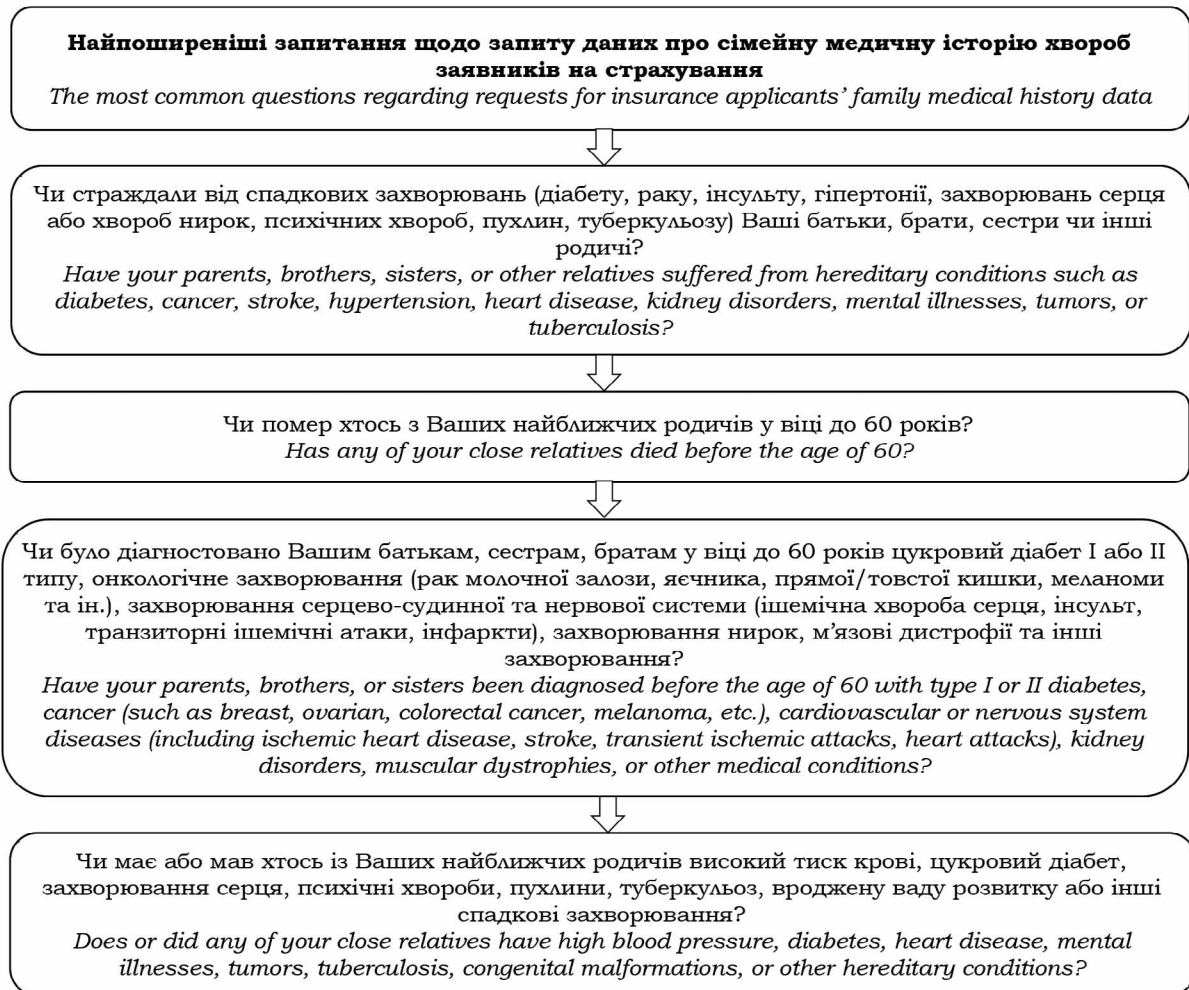 Найпоширеніші запитання щодо запиту даних про сімейну медичну історію хвороб
заявників на страхування
The most common questions regarding requests for insurance applicants’ family medical history data
Чи страждали від спадкових захворювань (діабету, раку, інсульту, гіпертонії, захворювань серця
або хвороб нирок, психічних хвороб, пухлин, туберкульозу) Ваші батьки, брати, сестри чи інші
родичі?
Have your parents, brothers, sisters, or other relatives suffered from hereditary conditions such as
diabetes, cancer, stroke, hypertension, heart disease, kidney disorders, mental illnesses, tumors, or
tuberculosis?
Чи помер хтось з Ваших найближчих родичів у віці до 60 років?
Has any of your close relatives died before the age of 60?
Чи було діагностовано Вашим батькам, сестрам, братам у віці до 60 років цукровий діабет I або II
типу, онкологічне захворювання (рак молочної залози, яєчника, прямої/товстої кишки, меланоми
та ін.), захворювання серцево-судинної та нервової системи (ішемічна хвороба серця, інсульт,
транзиторні ішемічні атаки, інфаркти), захворювання нирок, м’язові дистрофії та інші
захворювання?
Have your parents, brothers, or sisters been diagnosed before the age of 60 with type I or II diabetes,
cancer (such as breast, ovarian, colorectal cancer, melanoma, etc.), cardiovascular or nervous system
diseases (including ischemic heart disease, stroke, transient ischemic attacks, heart attacks), kidney
disorders, muscular dystrophies, or other medical conditions?
Чи має або мав хтось із Ваших найближчих родичів високий тиск крові, цукровий діабет,
захворювання серця, психічні хвороби, пухлини, туберкульоз, вроджену ваду розвитку або інші
спадкові захворювання?
Does or did any of your close relatives have high blood pressure, diabetes, heart disease, mental
illnesses, tumors, tuberculosis, congenital malformations, or other hereditary conditions?